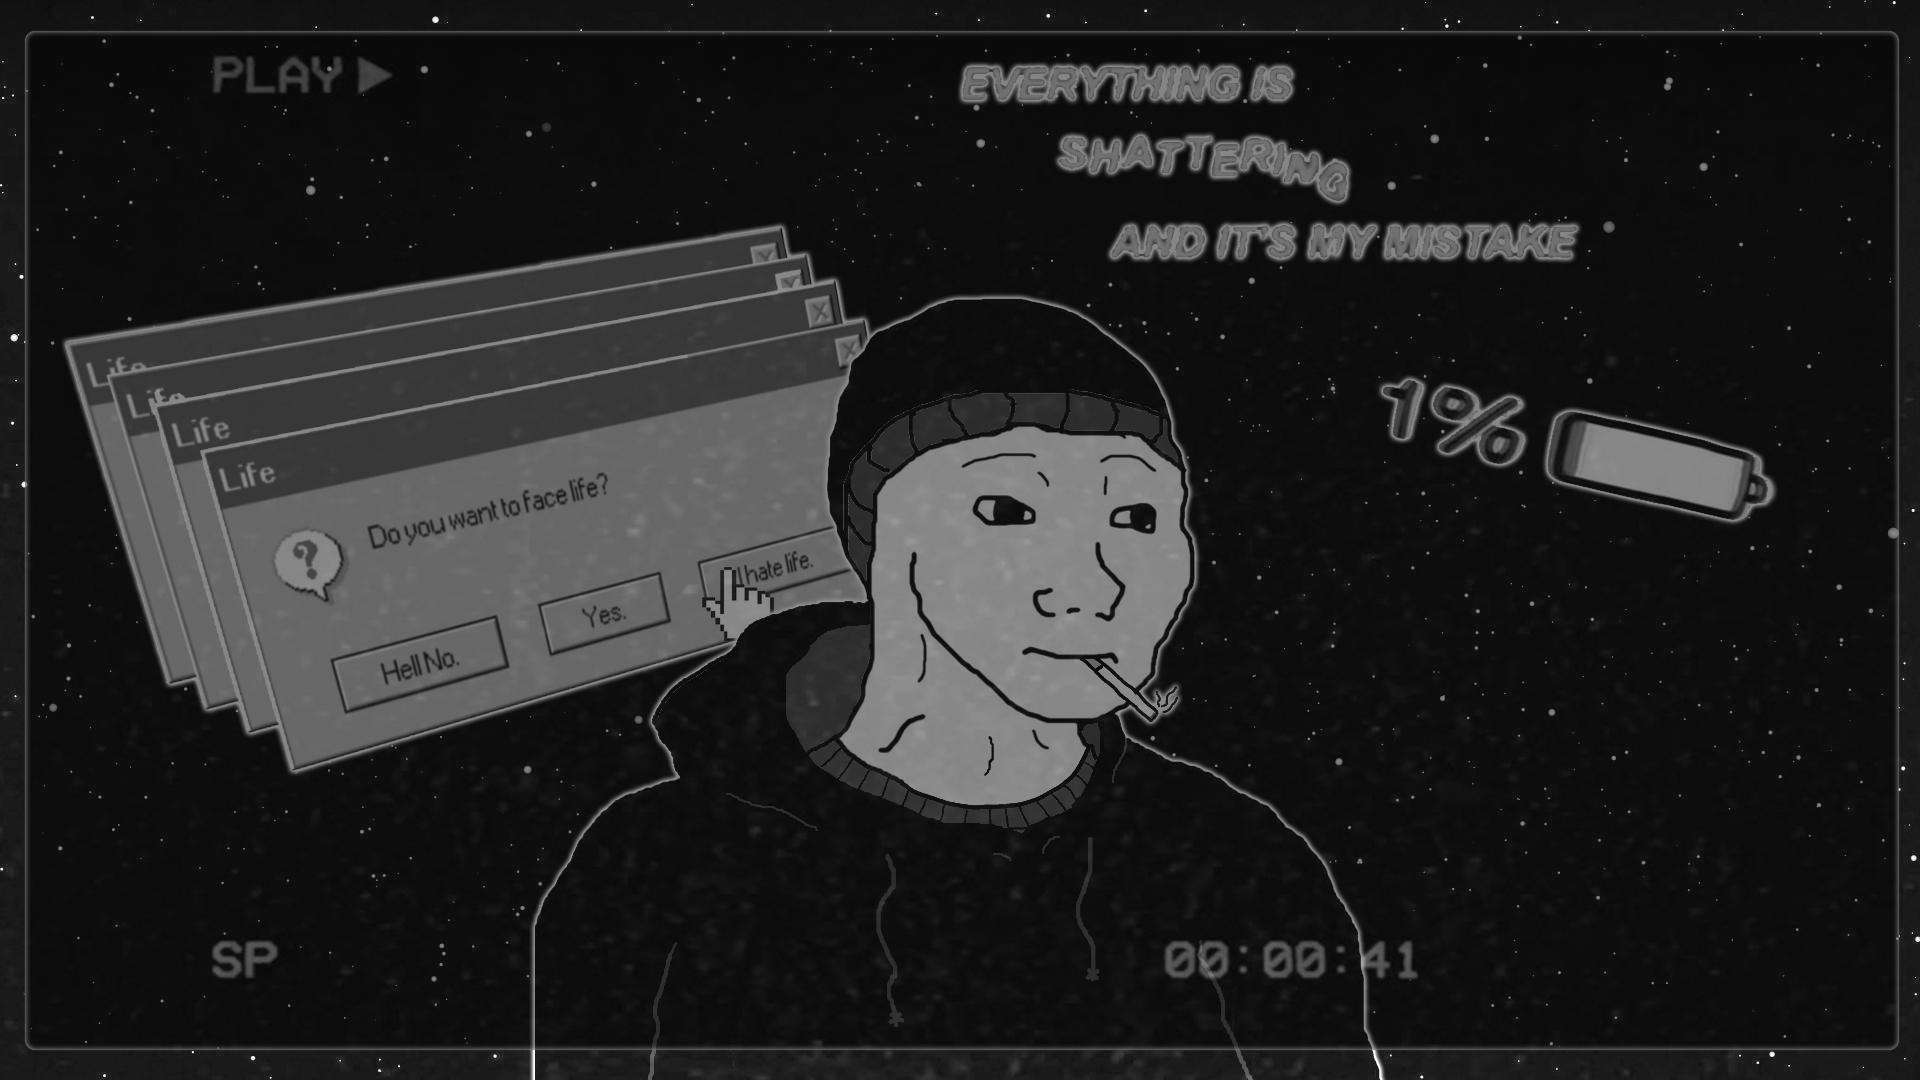 PLAY
EVERYTHING IS
SHATTERING
AND IT'S MY MISTAKE
Life
Life
Life
Life
Do you want to face life?
?
Hell No.
Yes.
I hate life.
1%
SP
00:00:41